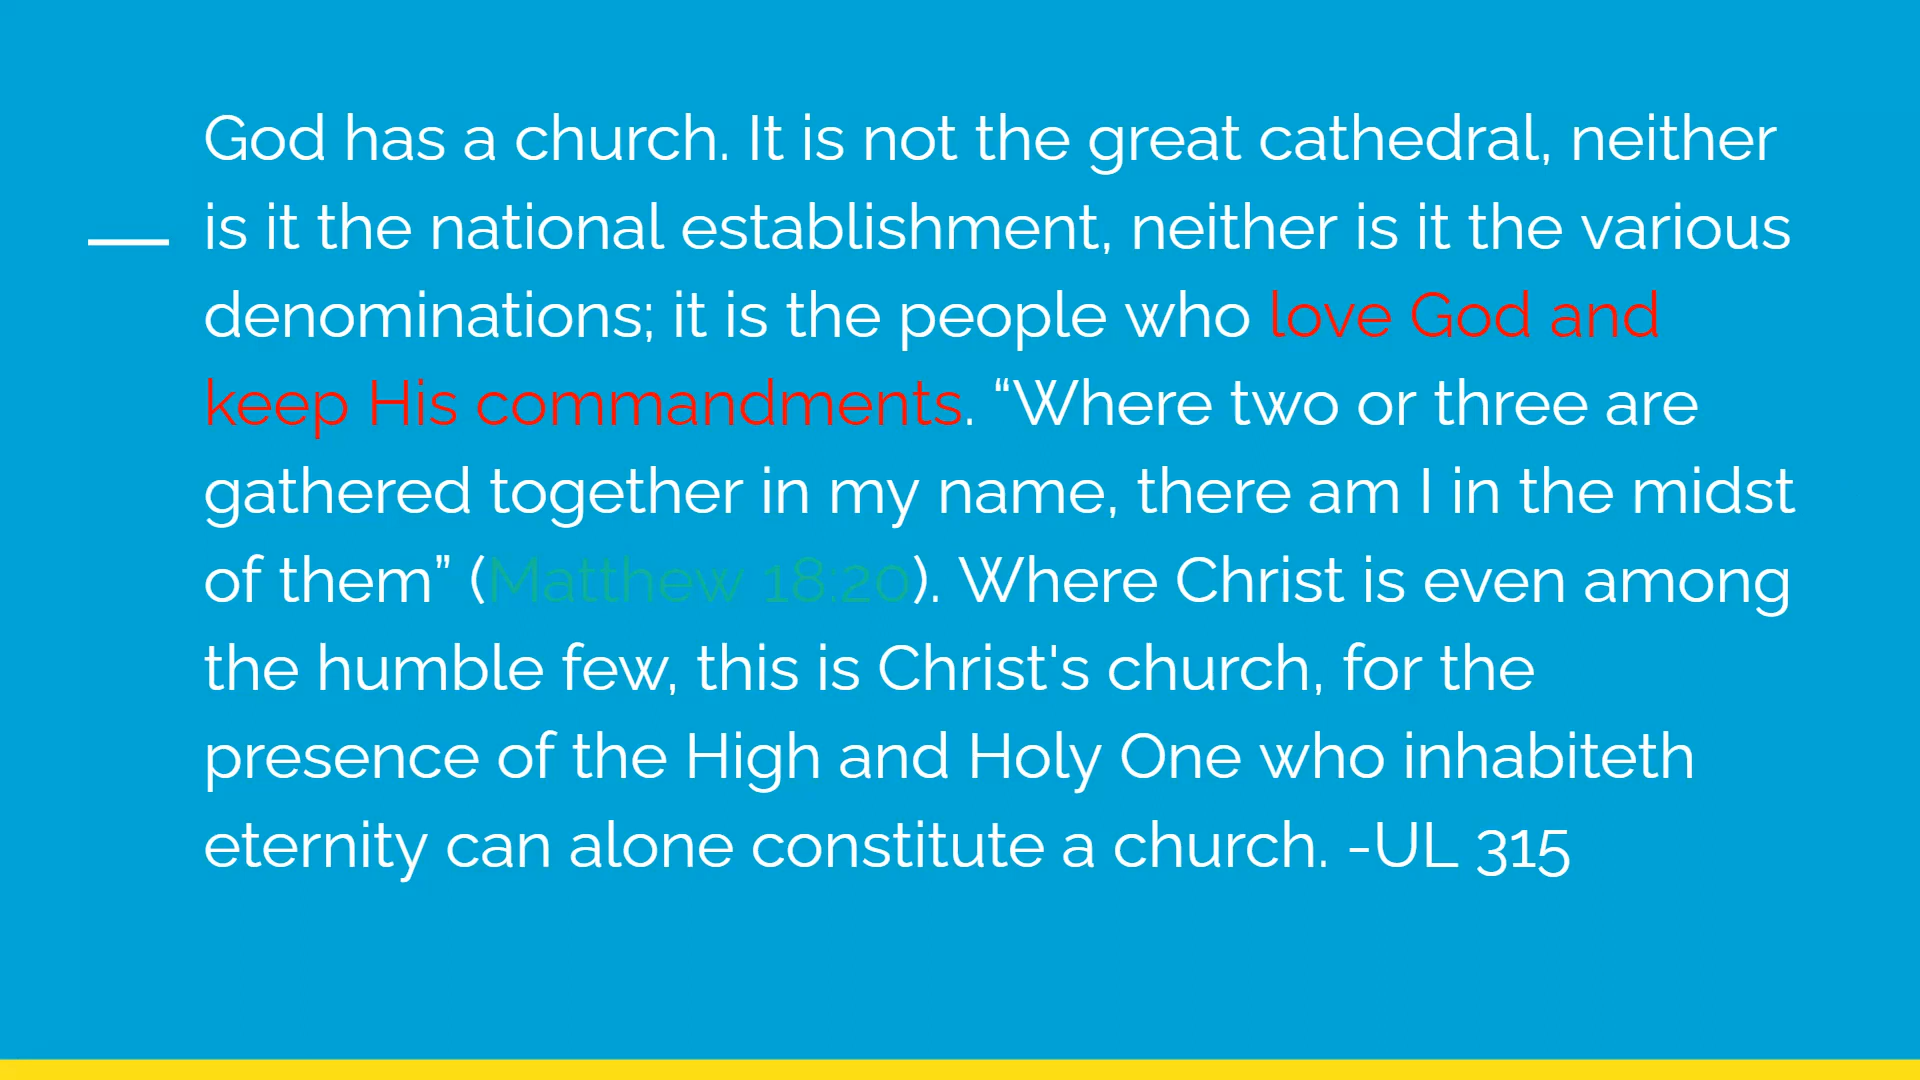 God has a church. It is not the great cathedral, neither
is it the national establishment, neither is it the various
denominations; it is the people who love God and
keep His commandments. “Where two or three are
gathered together in my name, there am I in the midst
of them” (Matthew 18:20). Where Christ is even among
the humble few, this is Christ's church, for the
presence of the High and Holy One who inhabiteth
eternity can alone constitute a church. -UL 315